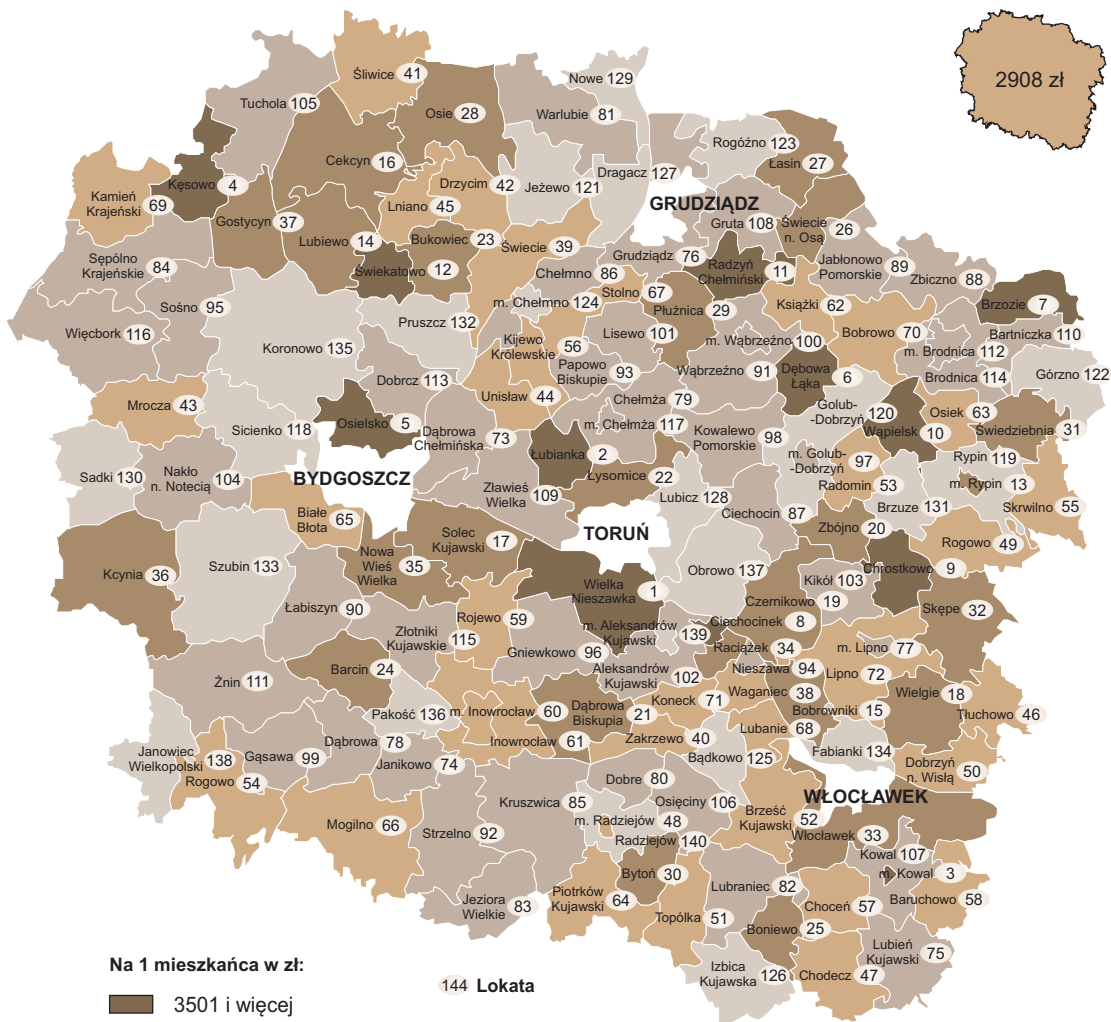 Śliwice 41
Nowe 129
2908 zł
Tuchola 105
Osie 28
Warlubie 81
Rogóźno 123
Cekcyn 16
Dragacz 127
Łasin 27
Kęsowo 4
Kamień
Krajeński
69
Drzycim 42
Jeżewo 121
GRUDZIĄDZ
Lniano 45
Gostycyn 37
Gruta 108
Świecie
n. Osą 26
Lubiewo 14
Bukowiec 23
Świecie 39
Sępólno
Krajeńskie 84
Świekatowo 12
Grudziądz 76
Radzyń
Chełmiński 11
Jabłonowo
Pomorskie 89
Chełmno 86
Zbiczno 88
Stolno 67
Sośno 95
m. Chełmno 124
Płużnica 29
Książki 62
Brzozie 7
Pruszcz 132
Więcbork 116
Lisewo 101
Bobrowo 70
Bartniczka 110
Koronowo 135
Kijewo
Królewskie 56
m. Wąbrzeźno 100
m. Brodnica 112
Papowo
Biskupie 93
Wąbrzeźno 91
Dębowa
Łąka 6
Brodnica 114
Górzno 122
Dobrcz 113
Unisław 44
Chełmża 79
Mrocza 43
Golub-
-Dobrzyń 120
Osiek 63
Osielsko 5
m. Chełmża 117
Sicienko 118
Dąbrowa
Chełmińska 73
Kowalewo
Pomorskie 98
Wąpielsk 10
Świedziebnia 31
Łubianka 2
m. Golub-
-Dobrzyń 97
Rypin 119
Sadki 130
Nakło
n. Notecią 104
BYDGOSZCZ
Łysomice 22
Radomin 53
m. Rypin 13
Zławieś
Wielka 109
Lubicz 128
Ciechocin 87
Brzuze 131
Skrwilno 55
Białe
Błota 65
TORUŃ
Zbójno 20
Solec
Kujawski 17
Rogowo 49
Nowa
Wieś
Wielka 35
Kcynia 36
Szubin 133
Obrowo 137
Chrostkowo 9
Kikół 103
Wielka
Nieszawka 1
Czernikowo 19
Skępe 32
Łabiszyn 90
Rojewo 59
Ciechocinek 8
m. Aleksandrów
Kujawski 139
Złotniki
Kujawskie 115
Raciążek 34
m. Lipno 77
Gniewkowo 96
Barcin 24
Aleksandrów
Kujawski 102
Nieszawa 94
Lipno 72
Żnin 111
Waganiec 38
Wielgie 18
Koneck 71
Bobrowniki 15
Pakość 136
m. Inowrocław 60
Dąbrowa
Biskupia 21
Tłuchowo 46
Lubanie 68
Inowrocław 61
Zakrzewo 40
Dąbrowa 78
Fabianki 134
Janowiec
Wielkopolski 138
Gąsawa 99
Bądkowo 125
Janikowo 74
Dobrzyń
n. Wisłą 50
Rogowo 54
Dobre 80
WŁOCŁAWEK
Kruszwica 85
Osięciny 106
Brześć
Kujawski 52
Mogilno 66
m. Radziejów 48
Strzelno 92
Włocławek 33
Radziejów 140
Kowal 107
m. Kowal 3
Bytoń 30
Lubraniec 82
Jeziora
Wielkie 83
Piotrków
Kujawski 64
Choceń 57
Baruchowo 58
Topólka 51
Boniewo 25
Lubień
Kujawski 75
Izbica
Kujawska 126
Chodecz 47
Na 1 mieszkańca w zł:
144 Lokata
3501 i więcej